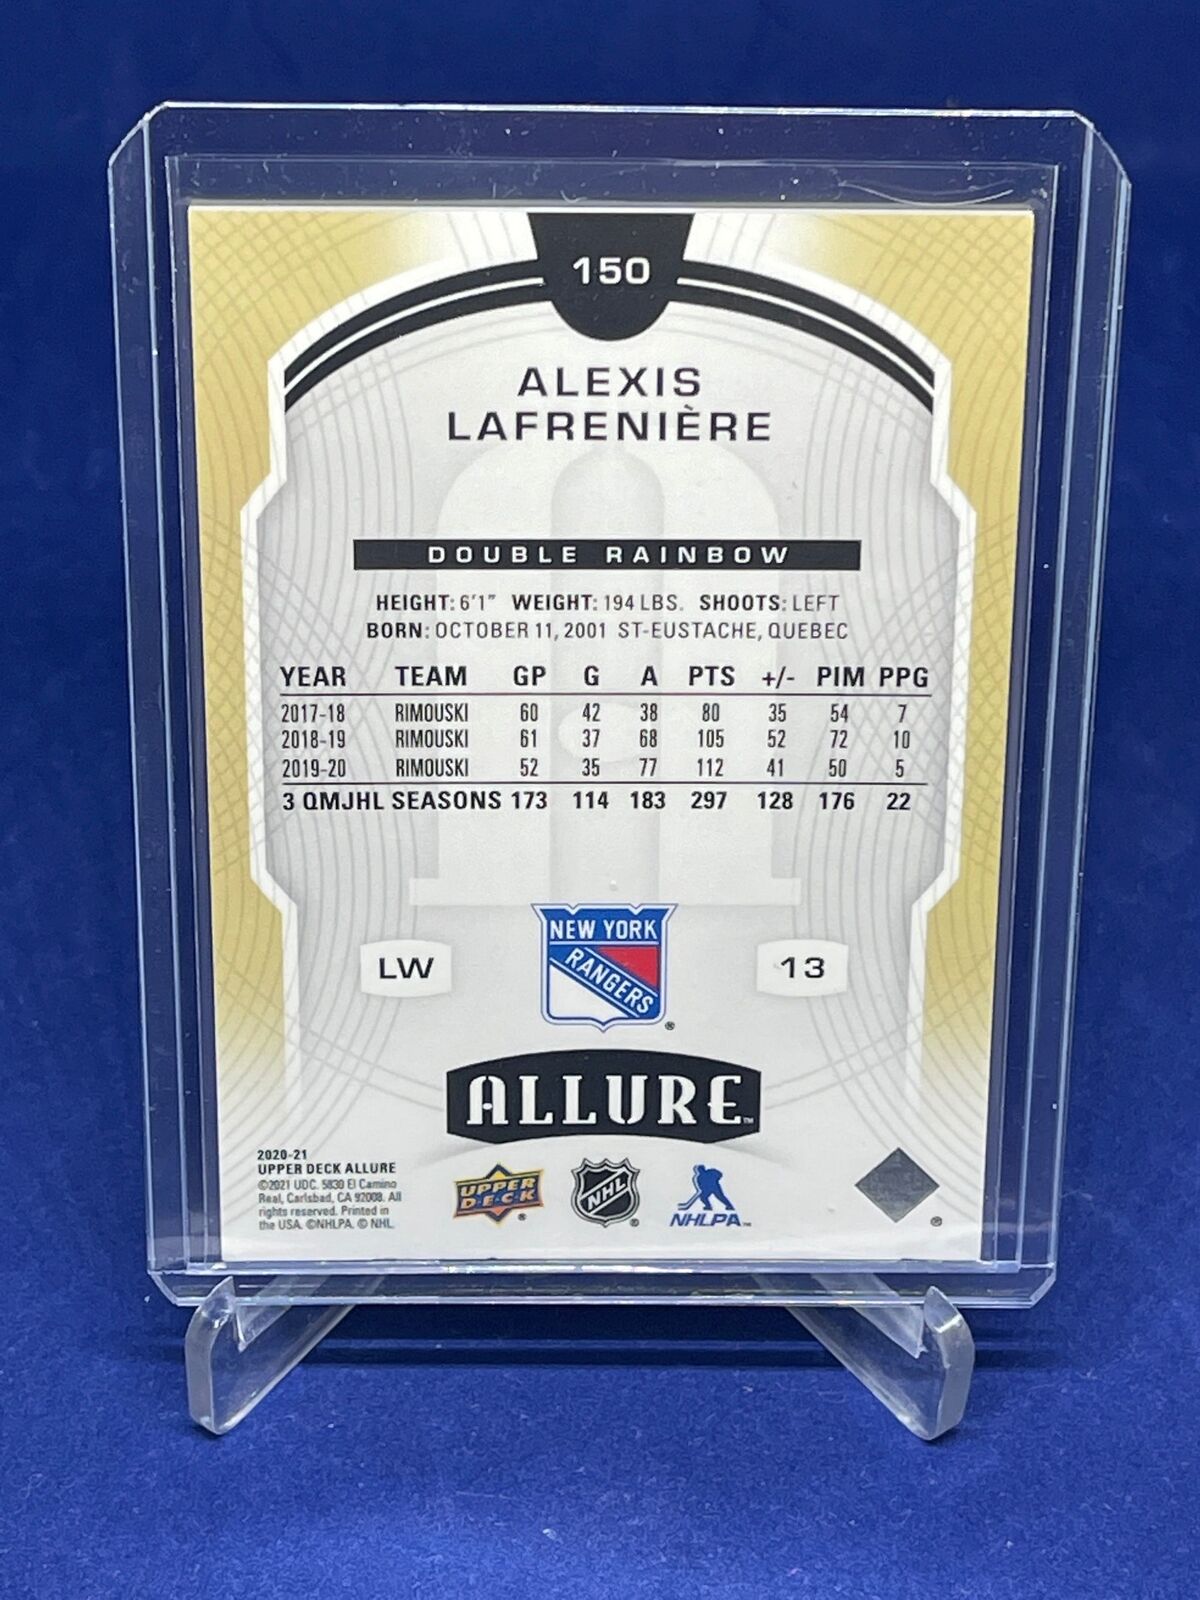 150
ALEXIS
LAFRENIÈRE
DOUBLE RAINBOW
HEIGHT: 6'1" WEIGHT: 194 LBS. SHOOTS: LEFT
BORN: OCTOBER 11, 2001 ST-EUSTACHE, QUEBEC
YEAR TEAM GP G A PTS +/- PIM PPG
2017-18 RIMOUSKI 60 42 38 80 35 54 7
2018-19 RIMOUSKI 61 37 68 105 52 72 10
2019-20 RIMOUSKI 52 35 77 112 41 50 5
3 QMJHL SEASONS 173 114 183 297 128 176 22
LW
NEW YORK
RANGERS
®
13
ALLURE™
2020-21
UPPER DECK ALLURE
©2021 UDC. 5830 El Camino
Real, Carlsbad, CA 92008. All
rights reserved. Printed in
the USA. ©NHLPA. © NHL.
UPPER
D·E·C·K
®
NHL
®
NHLPA™
®